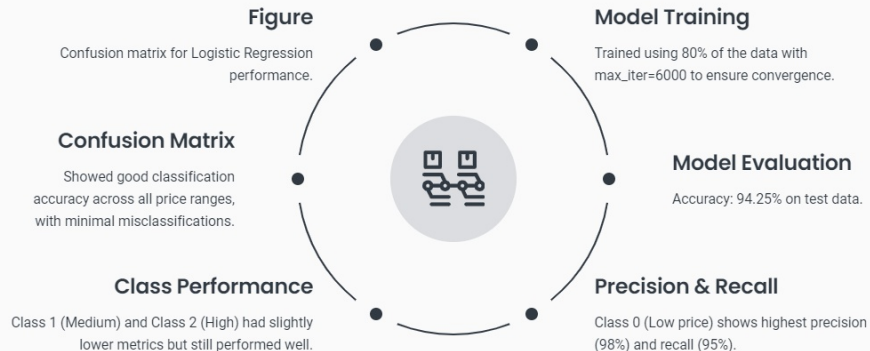 Figure
Confusion matrix for Logistic Regression
performance.
Model Training
Trained using 80% of the data with
max_iter=6000 to ensure convergence.
Confusion Matrix
Showed good classification
accuracy across all price ranges,
with minimal misclassifications.
Model Evaluation
Accuracy: 94.25% on test data.
Class Performance
Class 1 (Medium) and Class 2 (High) had slightly
lower metrics but still performed well.
Precision & Recall
Class 0 (Low price) shows highest precision
(98%) and recall (95%).